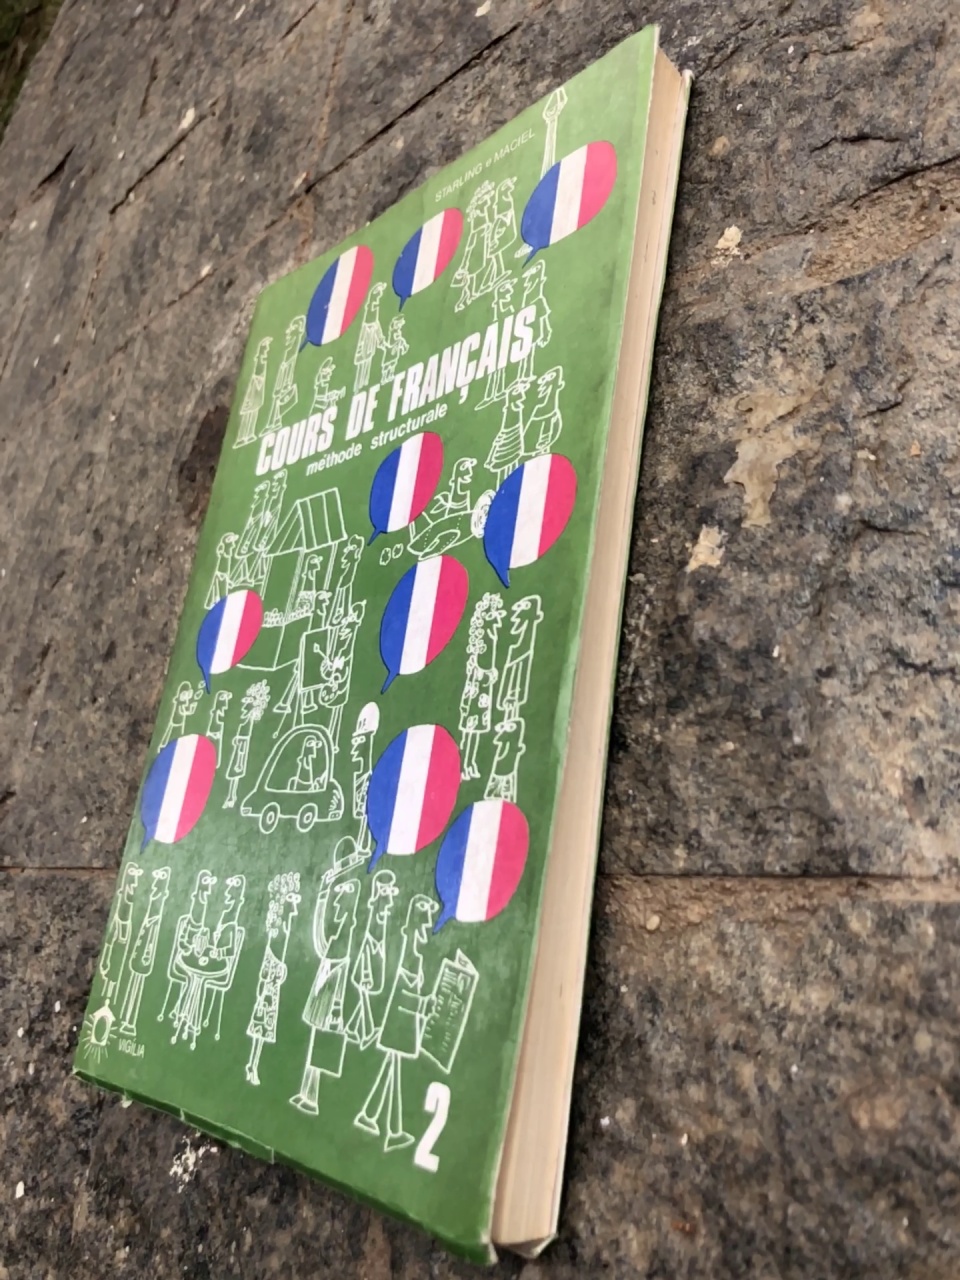 STARLING e MACIEL
COURS DE FRANÇAIS
méthode structurale
VIGÍLIA
2